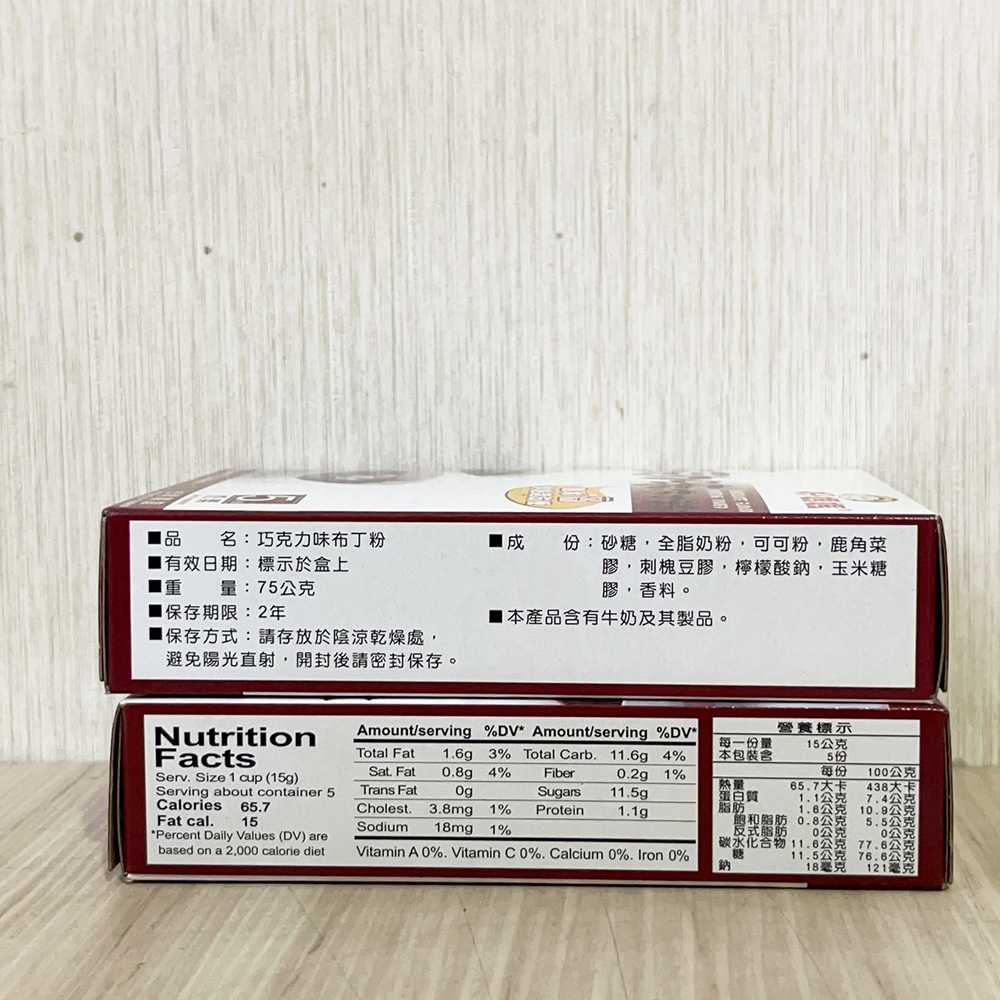 ■品　　名：巧克力味布丁粉
■有效日期：標示於盒上
■重　　量：75公克
■保存期限：2年
■保存方式：請存放於陰涼乾燥處，
避免陽光直射，開封後請密封保存。
■成　　份：砂糖，全脂奶粉，可可粉，鹿角菜
膠，刺槐豆膠，檸檬酸鈉，玉米糖
膠，香料。
■本產品含有牛奶及其製品。
Nutrition
Facts
Serv. Size 1 cup (15g)
Serving about container 5
Calories 65.7
Fat cal. 15
*Percent Daily Values (DV) are
based on a 2,000 calorie diet
Amount/serving %DV* Amount/serving %DV*
Total Fat 1.6g 3% Total Carb. 11.6g 4%
Sat. Fat 0.8g 4% Fiber 0.2g 1%
Trans Fat 0g Sugars 11.5g
Cholest. 3.8mg 1% Protein 1.1g
Sodium 18mg 1%
Vitamin A 0%. Vitamin C 0%. Calcium 0%. Iron 0%
營養標示
每一份量 15公克
本包裝含 5份
每份 100公克
熱量 65.7大卡 438大卡
蛋白質 1.1公克 7.4公克
脂肪 1.6公克 10.9公克
飽和脂肪 0.8公克 5.5公克
反式脂肪 0公克 0公克
碳水化合物 11.6公克 77.6公克
糖 11.5公克 76.6公克
鈉 18毫克 121毫克